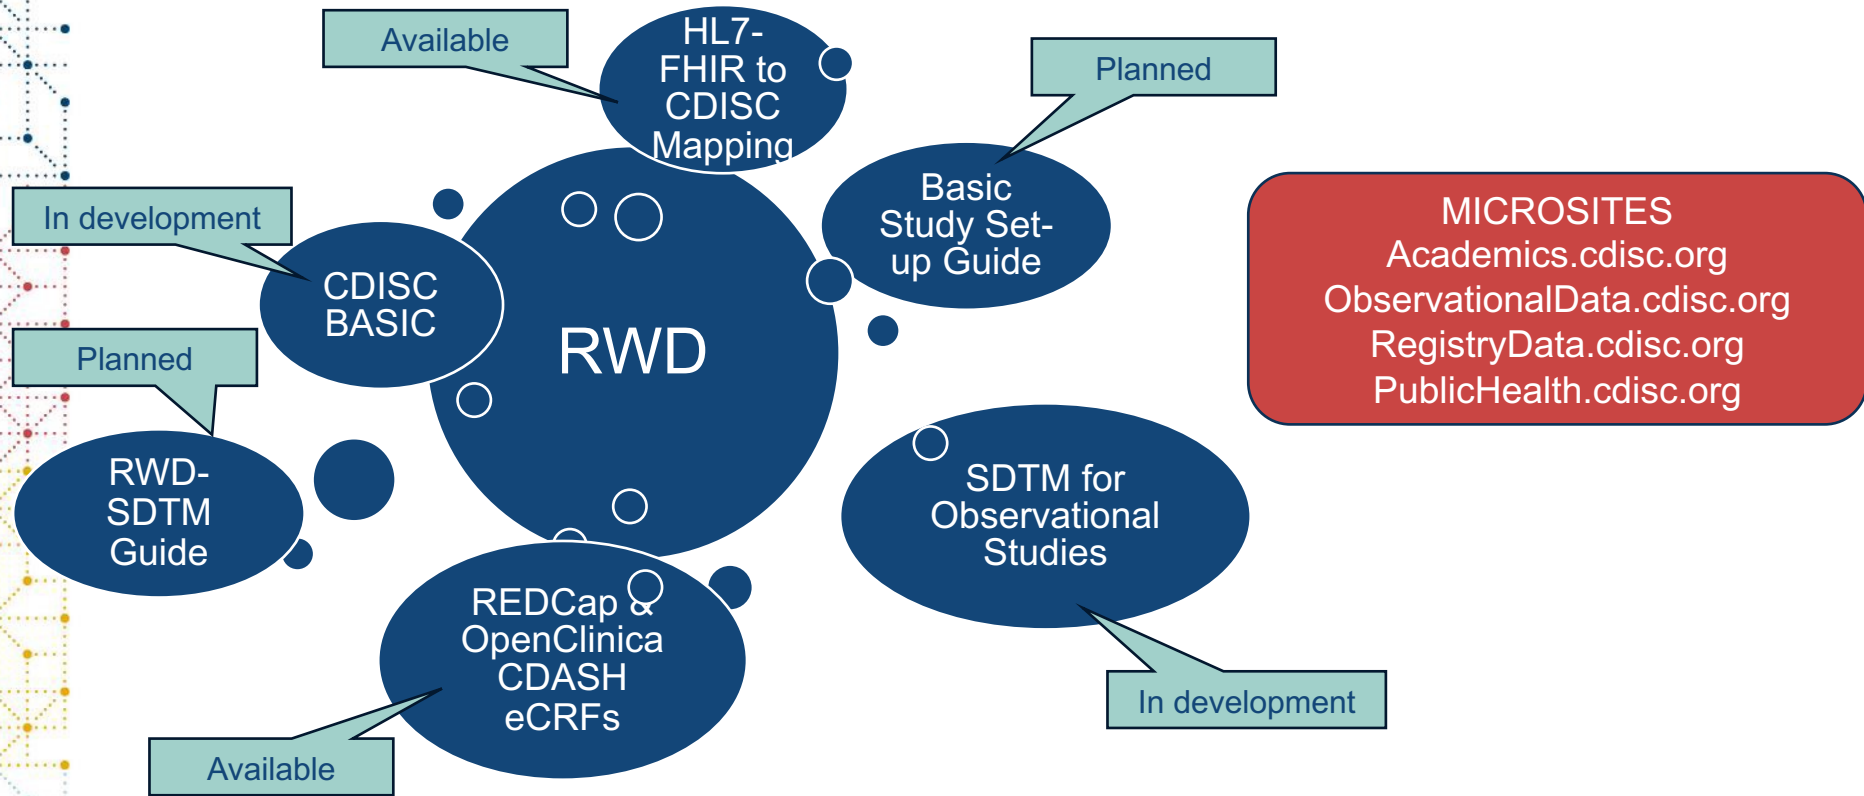 Available
HL7-
FHIR to
CDISC
Mapping
Planned
Basic
Study Set-
up Guide
In development
CDISC
BASIC
RWD
MICROSITES
Academics.cdisc.org
ObservationalData.cdisc.org
RegistryData.cdisc.org
PublicHealth.cdisc.org
Planned
RWD-
SDTM
Guide
SDTM for
Observational
Studies
REDCap &
OpenClinica
CDASH
eCRFs
In development
Available